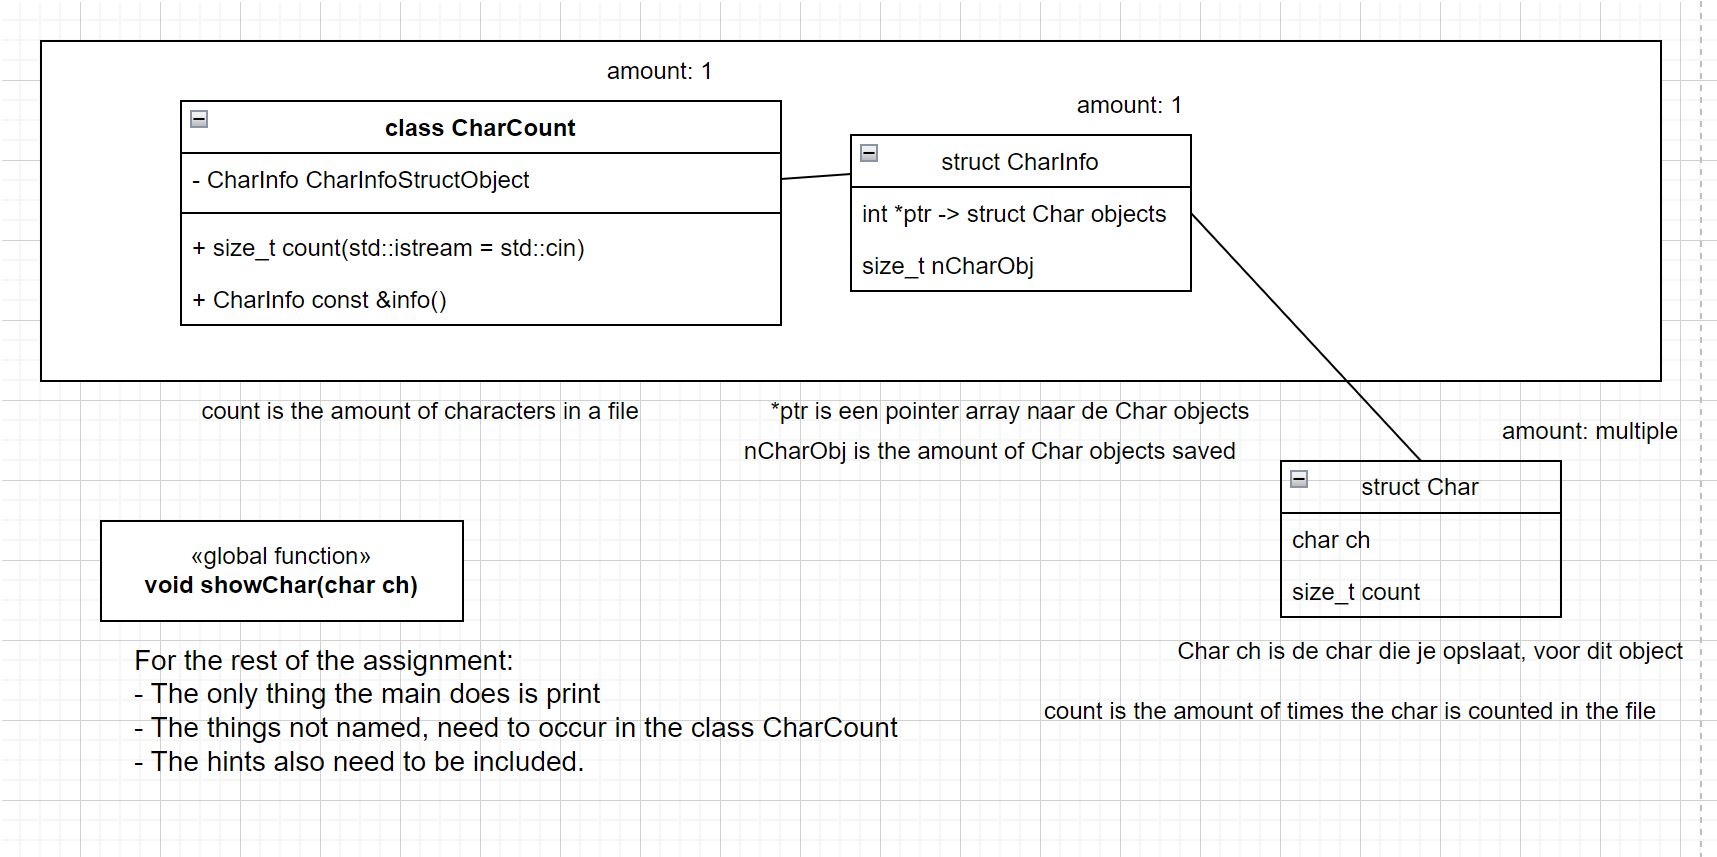 amount: 1
amount: 1
class CharCount
- CharInfo CharInfoStructObject
+ size_t count(std::istream = std::cin)
+ CharInfo const &info()
struct CharInfo
int *ptr -> struct Char objects
size_t nCharObj
count is the amount of characters in a file
*ptr is een pointer array naar de Char objects
nCharObj is the amount of Char objects saved
amount: multiple
struct Char
char ch
size_t count
Char ch is de char die je opslaat, voor dit object
count is the amount of times the char is counted in the file
«global function»
void showChar(char ch)
For the rest of the assignment:
- The only thing the main does is print
- The things not named, need to occur in the class CharCount
- The hints also need to be included.